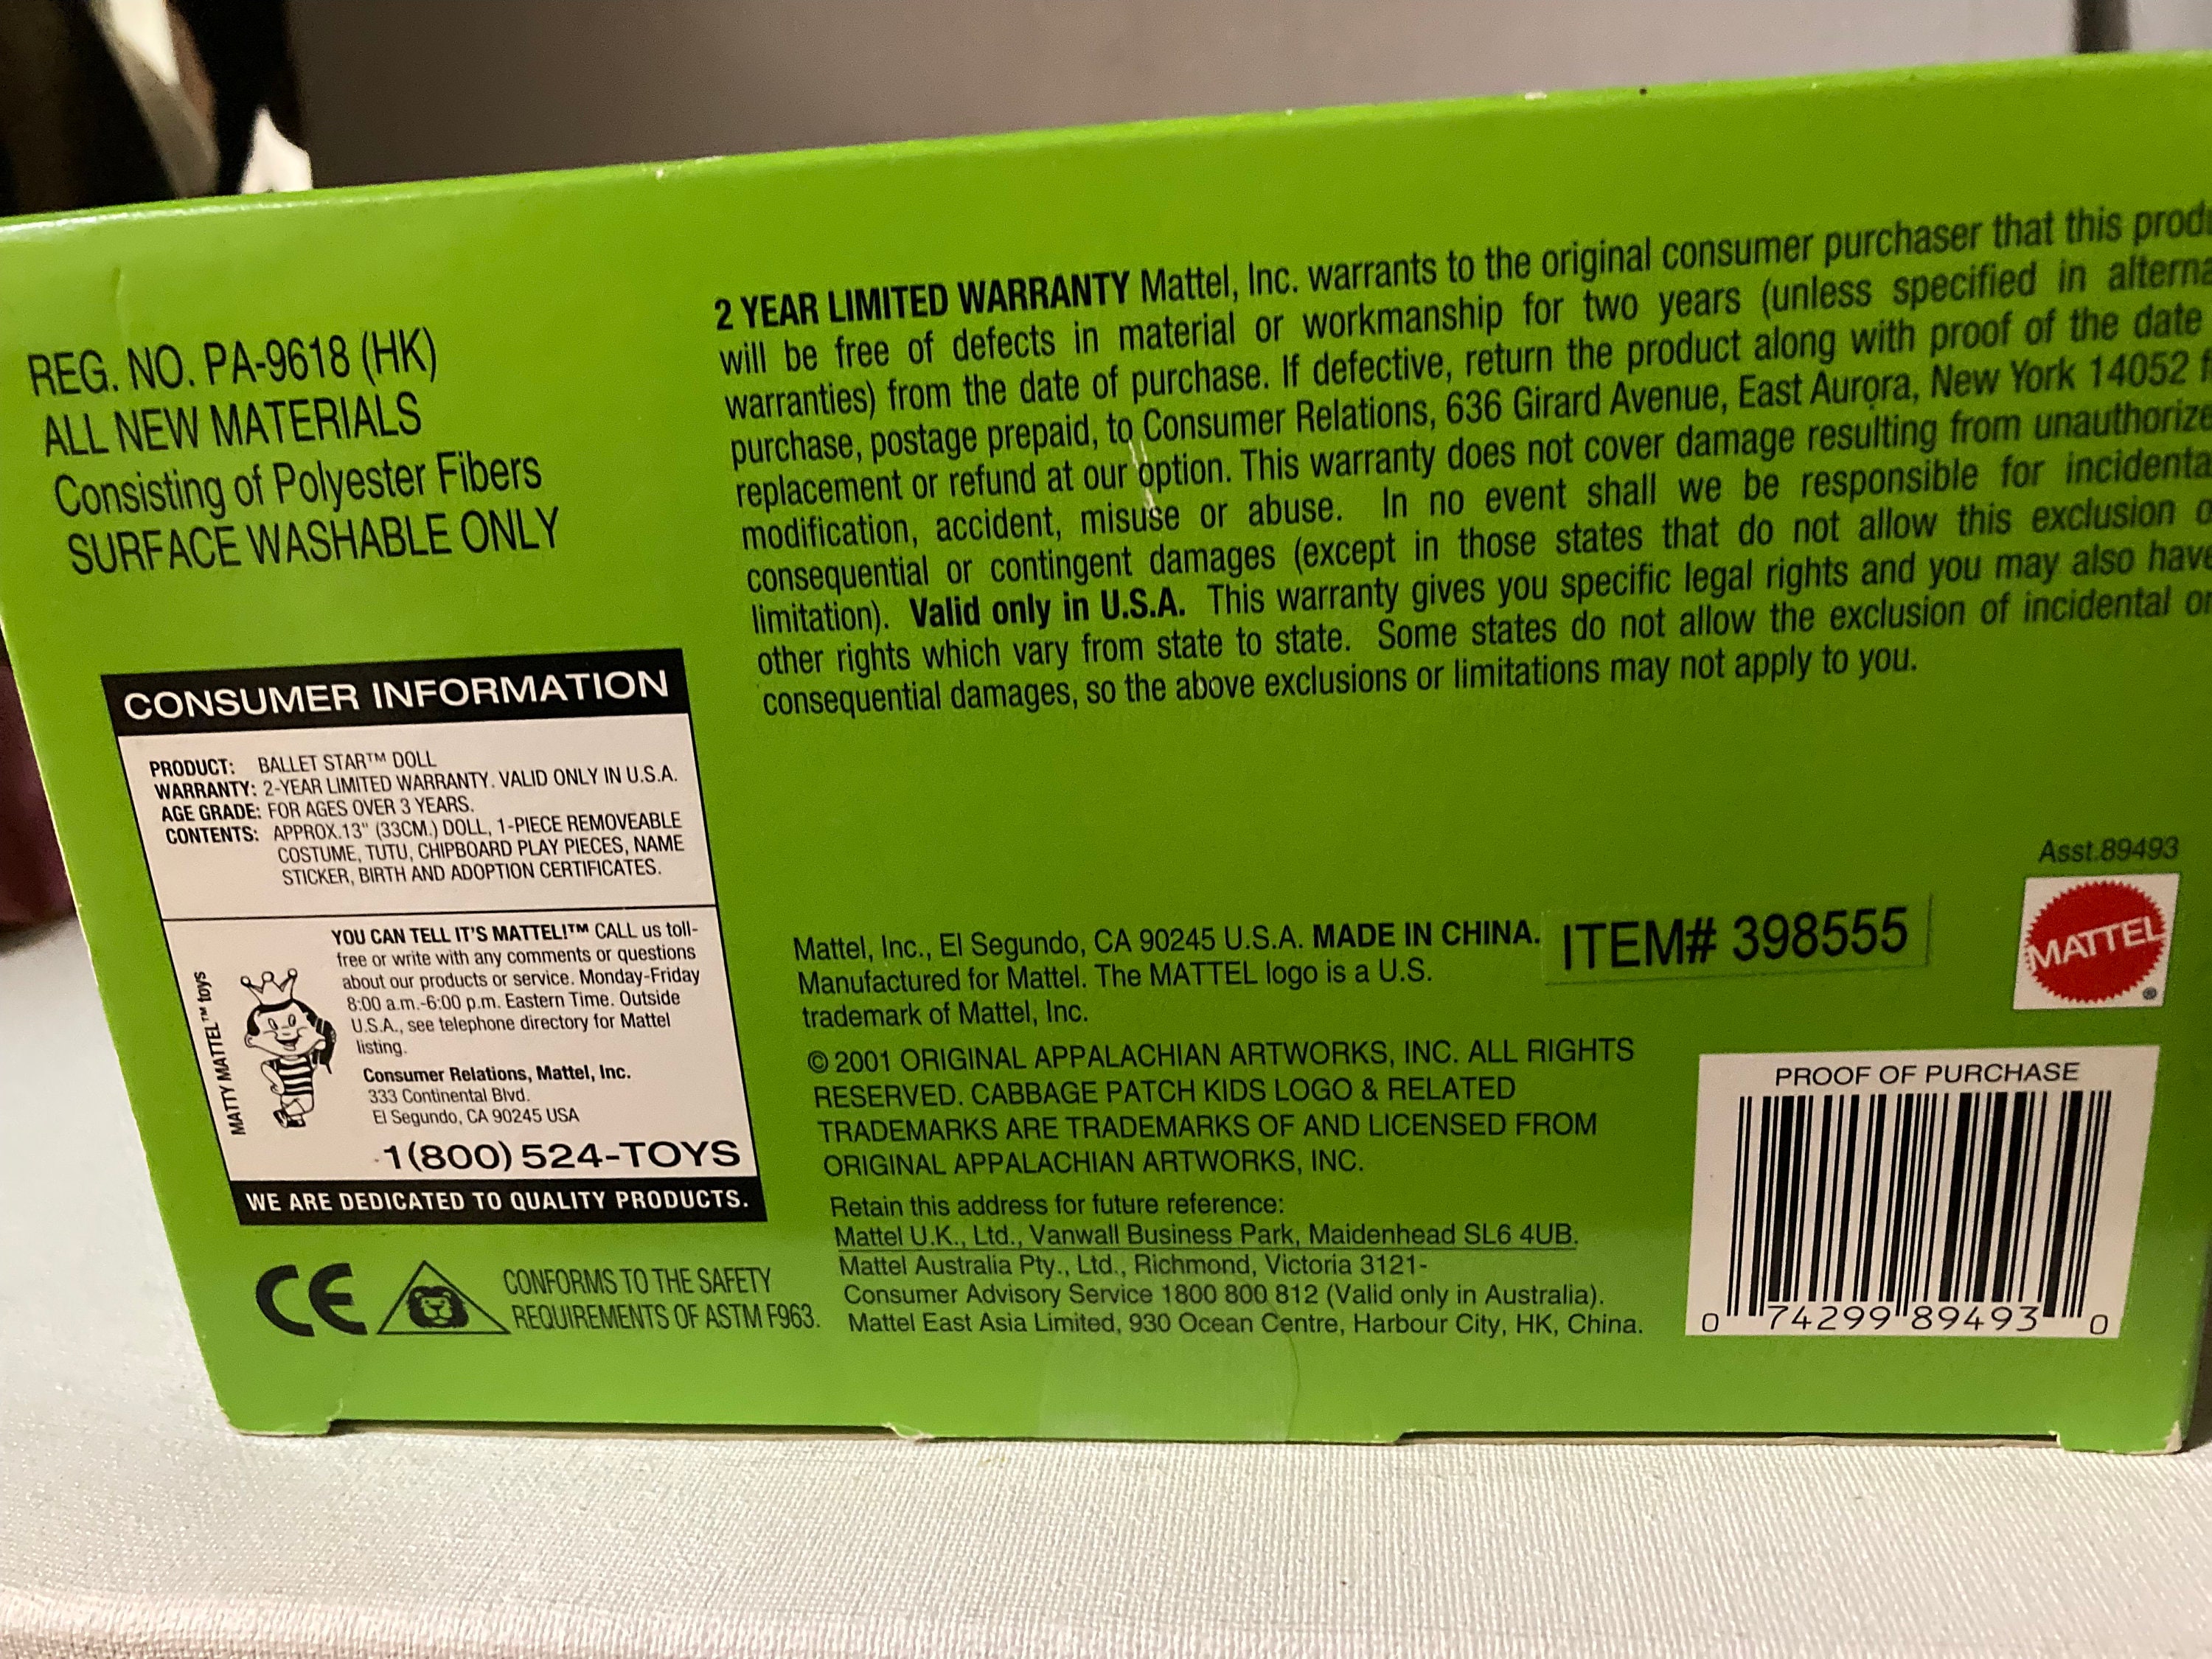 REG. NO. PA-9618 (HK)
ALL NEW MATERIALS
Consisting of Polyester Fibers
SURFACE WASHABLE ONLY
2 YEAR LIMITED WARRANTY Mattel, Inc. warrants to the original consumer purchaser that this
will be free of defects in material or workmanship for two years (unless specified in
warranties) from the date of purchase. If defective, return the product along with proof of the date
purchase, postage prepaid, to Consumer Relations, 636 Girard Avenue, East Aurora, New York 14052
replacement or refund at our option. This warranty does not cover damage resulting from
modification, accident, misuse or abuse. In no event shall we be responsible for
consequential or contingent damages (except in those states that do not allow this exclusion
limitation). Valid only in U.S.A. This warranty gives you specific legal rights and you may also have
other rights which vary from state to state. Some states do not allow the exclusion of incidental or
consequential damages, so the above exclusions or limitations may not apply to you.
CONSUMER INFORMATION
PRODUCT: BALLET STAR™ DOLL
WARRANTY: 2-YEAR LIMITED WARRANTY. VALID ONLY IN U.S.A.
AGE GRADE: FOR AGES OVER 3 YEARS.
CONTENTS: APPROX.13" (33CM.) DOLL, 1-PIECE REMOVEABLE
COSTUME, TUTU, CHIPBOARD PLAY PIECES, NAME
STICKER, BIRTH AND ADOPTION CERTIFICATES.
MATTY MATTEL™ toys
YOU CAN TELL IT'S MATTEL!™ CALL us toll-
free or write with any comments or questions
about our products or service. Monday-Friday
8:00 a.m.-6:00 p.m. Eastern Time. Outside
U.S.A., see telephone directory for Mattel
listing.
Consumer Relations, Mattel, Inc.
333 Continental Blvd.
El Segundo, CA 90245 USA
1(800) 524-TOYS
WE ARE DEDICATED TO QUALITY PRODUCTS.
CE
CONFORMS TO THE SAFETY
REQUIREMENTS OF ASTM F963.
Mattel, Inc., El Segundo, CA 90245 U.S.A. MADE IN CHINA.
Manufactured for Mattel. The MATTEL logo is a U.S.
trademark of Mattel, Inc.
ITEM# 398555
© 2001 ORIGINAL APPALACHIAN ARTWORKS, INC. ALL RIGHTS
RESERVED. CABBAGE PATCH KIDS LOGO & RELATED
TRADEMARKS ARE TRADEMARKS OF AND LICENSED FROM
ORIGINAL APPALACHIAN ARTWORKS, INC.
Retain this address for future reference:
Mattel U.K., Ltd., Vanwall Business Park, Maidenhead SL6 4UB.
Mattel Australia Pty., Ltd., Richmond, Victoria 3121-
Consumer Advisory Service 1800 800 812 (Valid only in Australia).
Mattel East Asia Limited, 930 Ocean Centre, Harbour City, HK, China.
Asst.89493
MATTEL®
PROOF OF PURCHASE
0 74299 89493 0